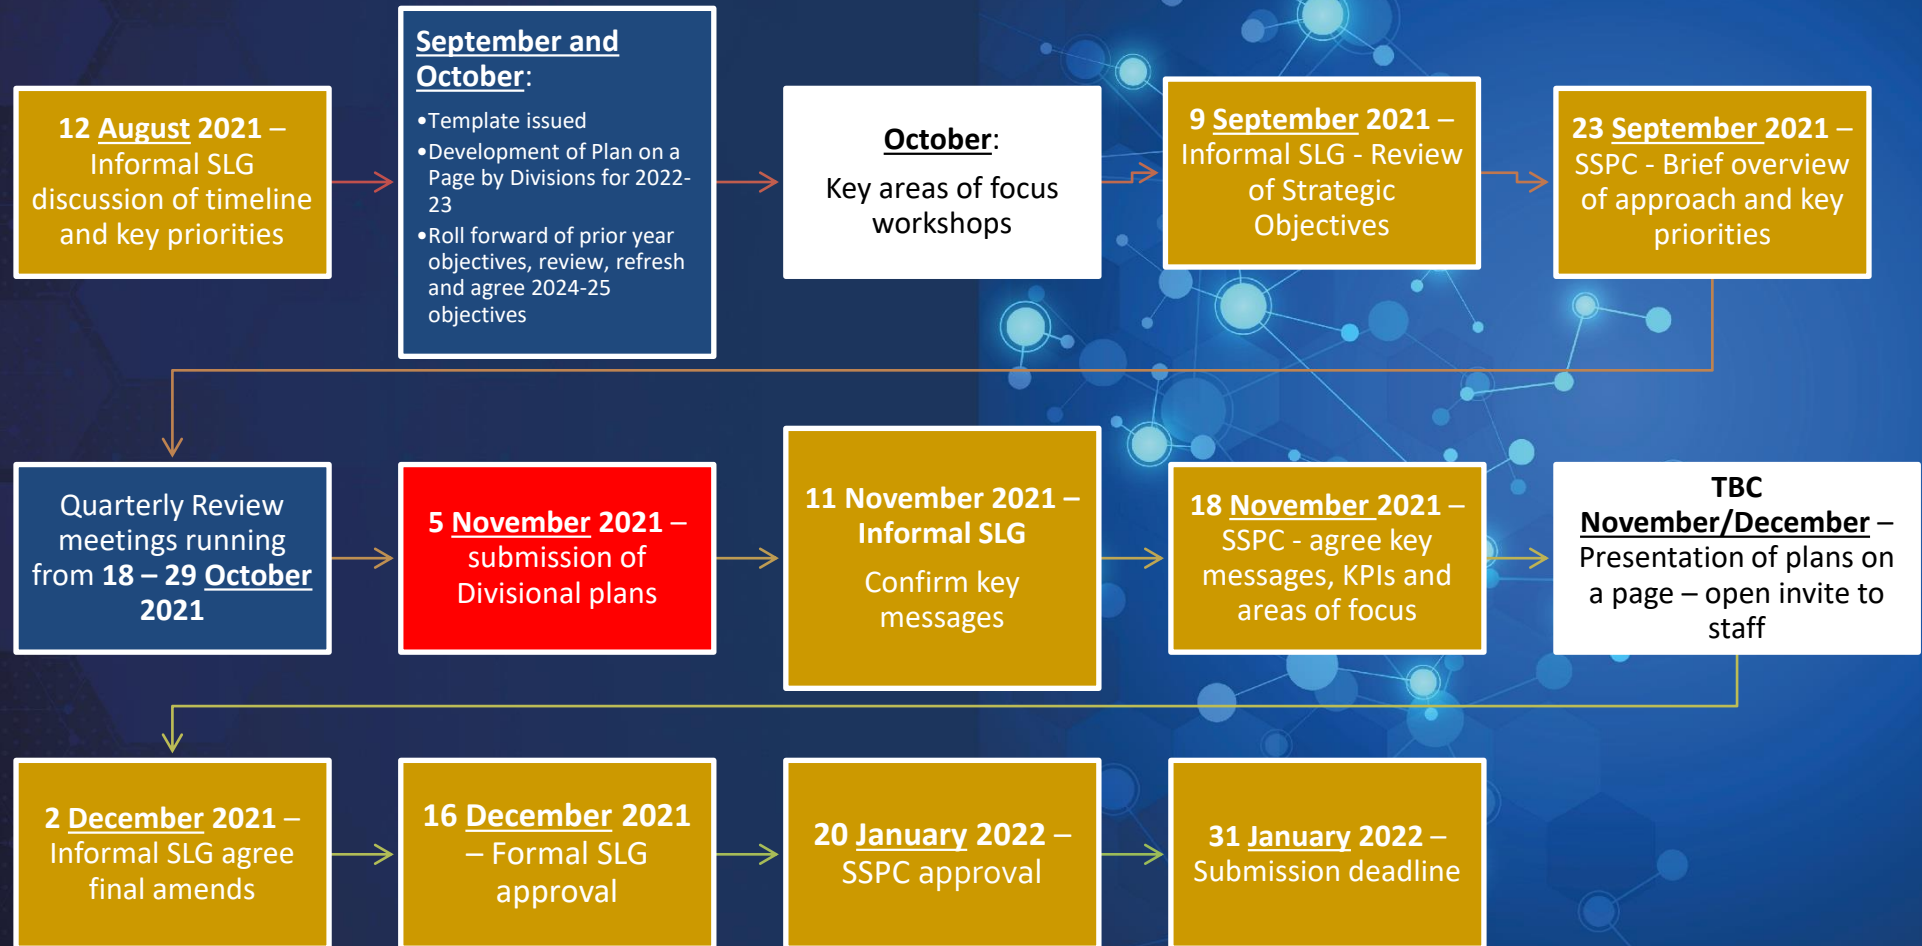 12 August 2021 –
Informal SLG
discussion of timeline
and key priorities
September and
October:
•Template issued
•Development of Plan on a
Page by Divisions for 2022-
23
•Roll forward of prior year
objectives, review, refresh
and agree 2024-25
objectives
October:
Key areas of focus
workshops
9 September 2021 –
Informal SLG - Review
of Strategic
Objectives
23 September 2021 –
SSPC - Brief overview
of approach and key
priorities
Quarterly Review
meetings running
from 18 – 29 October
2021
5 November 2021 –
submission of
Divisional plans
11 November 2021 –
Informal SLG
Confirm key
messages
18 November 2021 –
SSPC - agree key
messages, KPIs and
areas of focus
TBC
November/December –
Presentation of plans on
a page – open invite to
staff
2 December 2021 –
Informal SLG agree
final amends
16 December 2021
– Formal SLG
approval
20 January 2022 –
SSPC approval
31 January 2022 –
Submission deadline